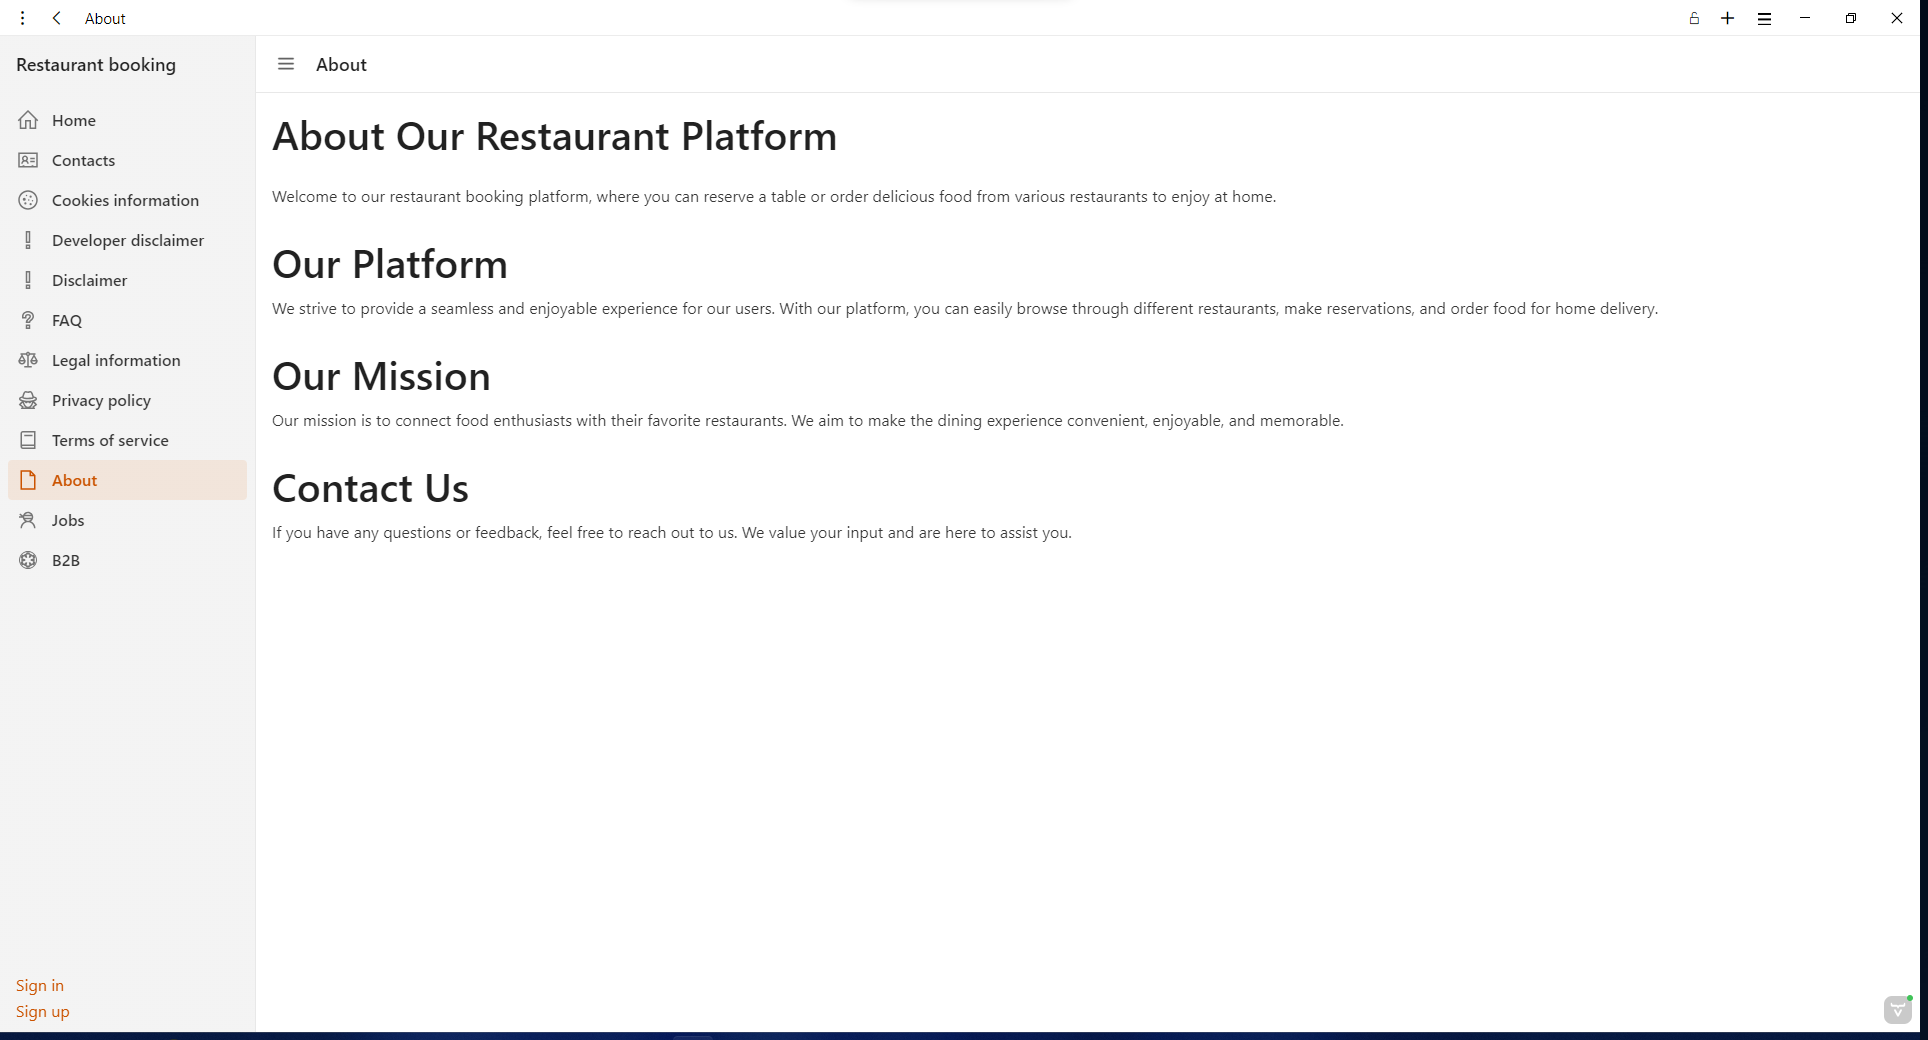 About
Restaurant booking
Home
Contacts
Cookies information
Developer disclaimer
Disclaimer
FAQ
Legal information
Privacy policy
Terms of service
About
Jobs
B2B
Sign in
Sign up
About
About Our Restaurant Platform
Welcome to our restaurant booking platform, where you can reserve a table or order delicious food from various restaurants to enjoy at home.
Our Platform
We strive to provide a seamless and enjoyable experience for our users. With our platform, you can easily browse through different restaurants, make reservations, and order food for home delivery.
Our Mission
Our mission is to connect food enthusiasts with their favorite restaurants. We aim to make the dining experience convenient, enjoyable, and memorable.
Contact Us
If you have any questions or feedback, feel free to reach out to us. We value your input and are here to assist you.